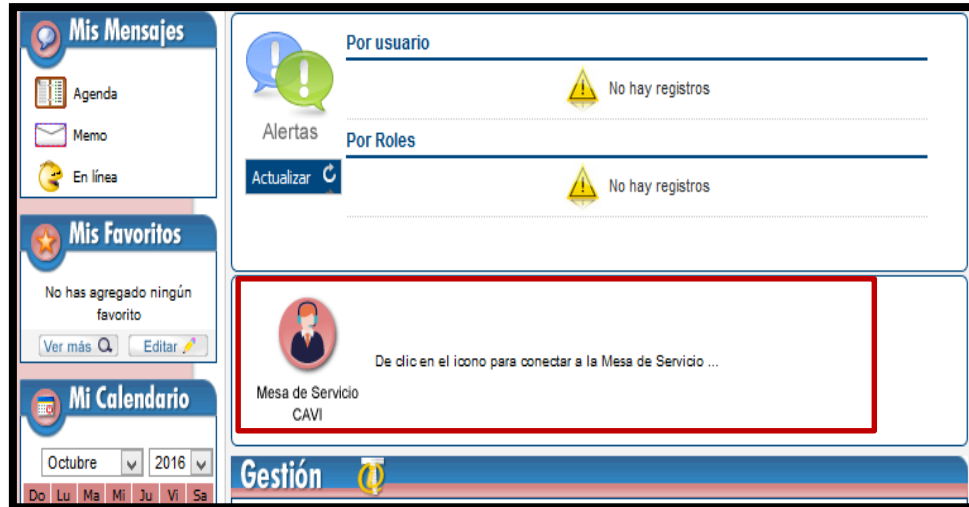 Mis Mensajes
Agenda
Memo
En línea
Mis Favoritos
No has agregado ningún
favorito
Ver más
Editar
Mi Calendario
Octubre
2016
Do Lu Ma Mi Ju Vi Sa
Por usuario
No hay registros
Alertas
Actualizar
Por Roles
No hay registros
De clic en el icono para conectar a la Mesa de Servicio ...
Mesa de Servicio
CAVI
Gestión